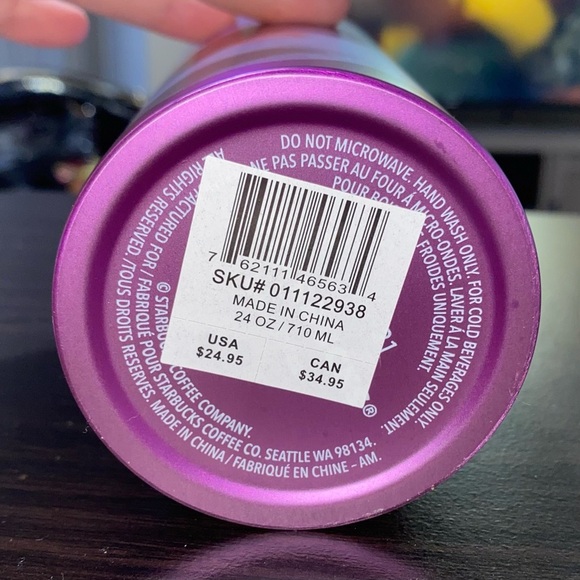 DO NOT MICROWAVE. HAND WASH ONLY. FOR COLD BEVERAGES ONLY.
NE PAS PASSER AU FOUR À MICRO-ONDES. LAVER À LA MAIN SEULEMENT.
POUR FROIDES UNIQUEMENT.
7 62111 46563 4
SKU# 011122938
MADE IN CHINA
24 OZ / 710 ML
USA
$24.95
CAN
$34.95
21
®
© STARBUCKS COFFEE COMPANY.
RIGHTS RESERVED. /TOUS DROITS RESERVÉS. MADE IN CHINA / FABRIQUÉ EN CHINE – AM.
FOR / FABRIQUÉ POUR STARBUCKS COFFEE CO. SEATTLE WA 98134.